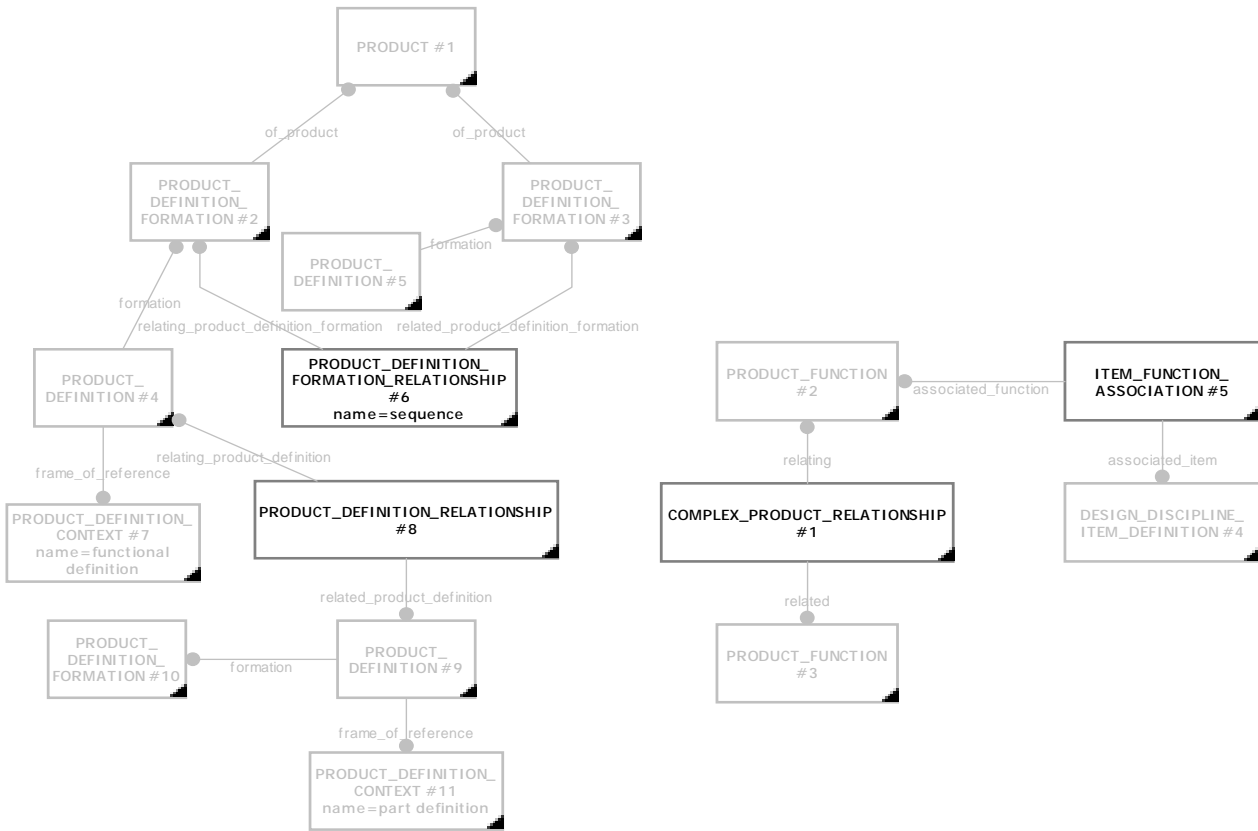 PRODUCT #1
of_product
of_product
PRODUCT_
DEFINITION_
FORMATION #2
PRODUCT_
DEFINITION_
FORMATION #3
formation
PRODUCT_
DEFINITION #5
formation
relating_product_definition_formation
related_product_definition_formation
PRODUCT_
DEFINITION #4
PRODUCT_DEFINITION_
FORMATION_RELATIONSHIP
#6
name=sequence
relating_product_definition
frame_of_reference
PRODUCT_DEFINITION_
CONTEXT #7
name=functional
definition
PRODUCT_DEFINITION_RELATIONSHIP
#8
related_product_definition
PRODUCT_
DEFINITION_
FORMATION #10
formation
PRODUCT_
DEFINITION #9
frame_of_reference
PRODUCT_DEFINITION_
CONTEXT #11
name=part definition
PRODUCT_FUNCTION
#2
associated_function
ITEM_FUNCTION_
ASSOCIATION #5
relating
associated_item
COMPLEX_PRODUCT_RELATIONSHIP
#1
DESIGN_DISCIPLINE_
ITEM_DEFINITION #4
related
PRODUCT_FUNCTION
#3